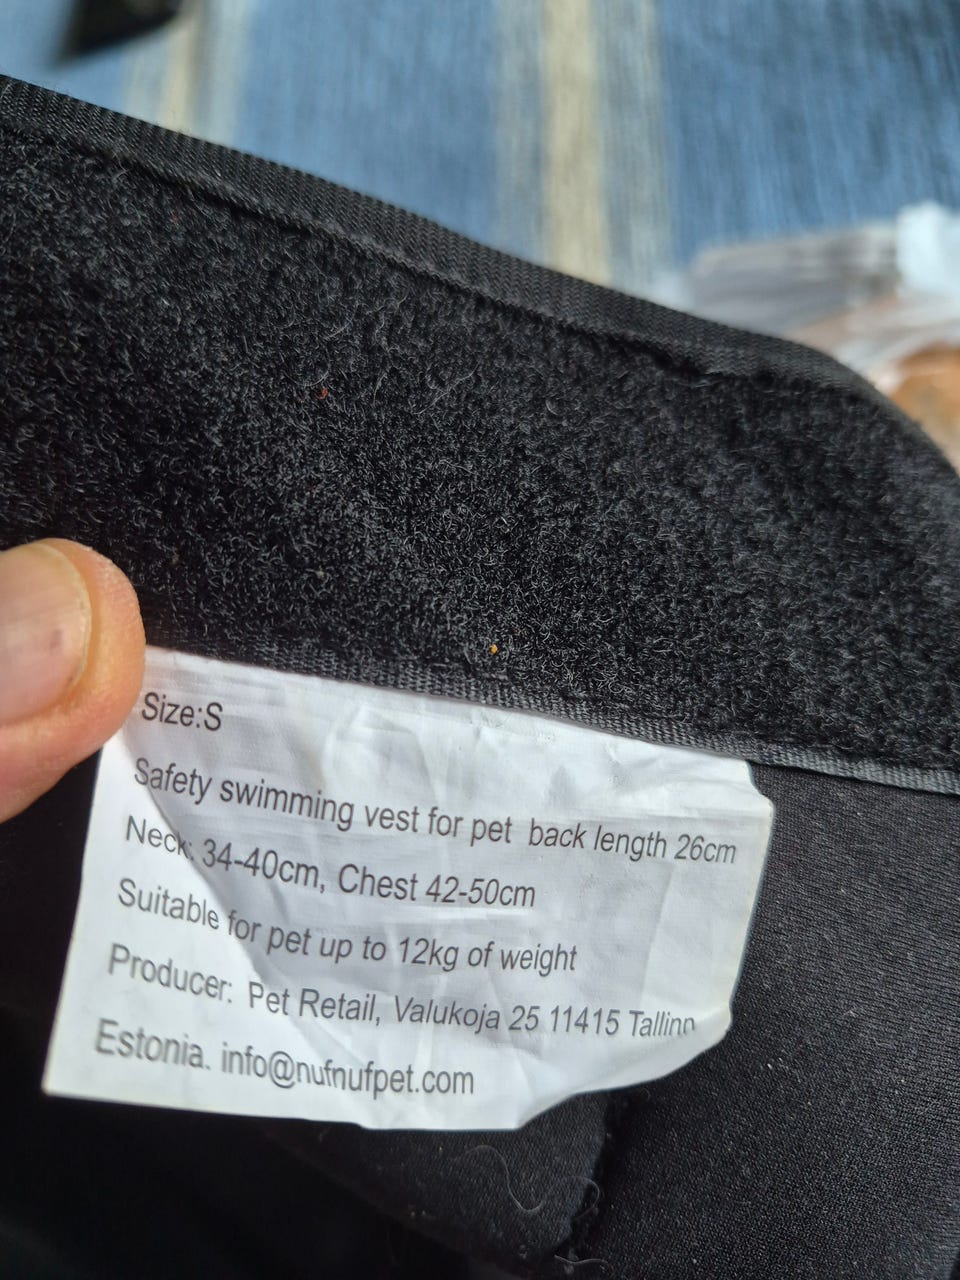 Size:S
Safety swimming vest for pet back length 26cm
Neck: 34-40cm, Chest 42-50cm
Suitable for pet up to 12kg of weight
Producer: Pet Retail, Valukoja 25 11415 Tallinn
Estonia. info@nufnufpet.com